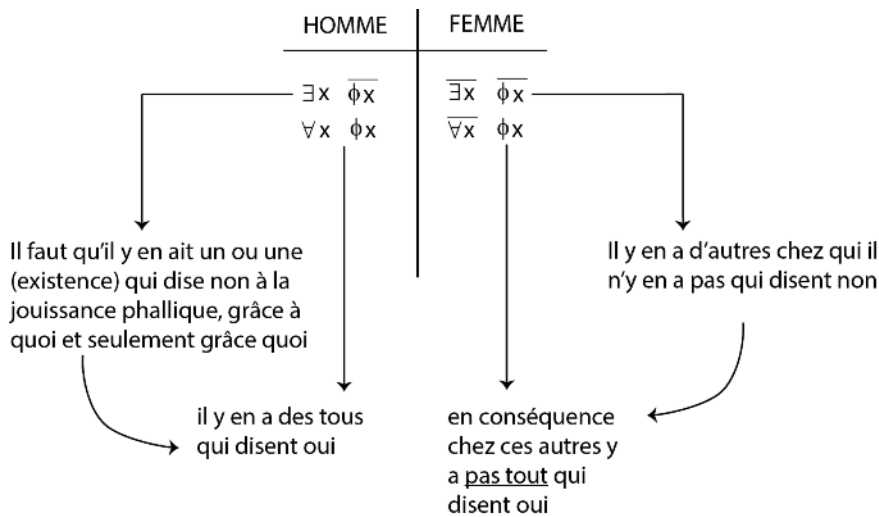 HOMME FEMME
∃x ϕ̅x̅ ∃̅x̅ ϕ̅x̅
∀x ϕx ∀̅x̅ ϕx
Il faut qu'il y en ait un ou une
(existence) qui dise non à la
jouissance phallique, grâce à
quoi et seulement grâce quoi
Il y en a d'autres chez qui il
n'y en a pas qui disent non
il y en a des tous
qui disent oui
en conséquence
chez ces autres y
a pas tout qui
disent oui